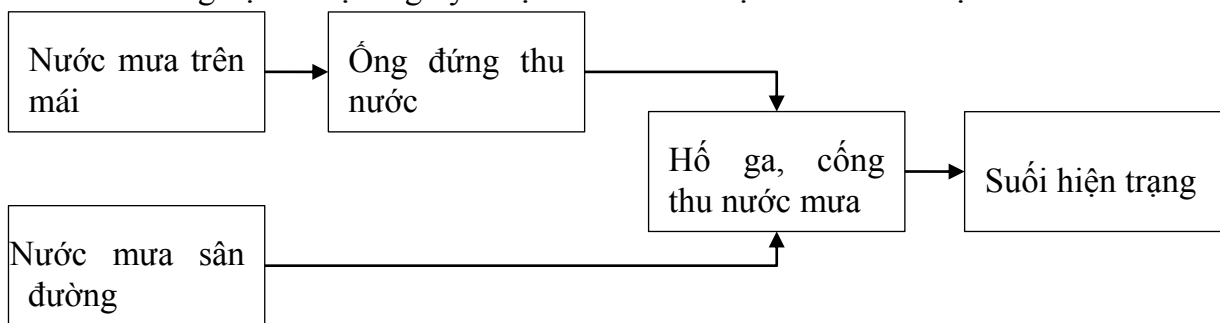 Nước mưa trên
mái
Ống đứng thu
nước
Hố ga, cống
thu nước mưa
Suối hiện trạng
Nước mưa sân
đường